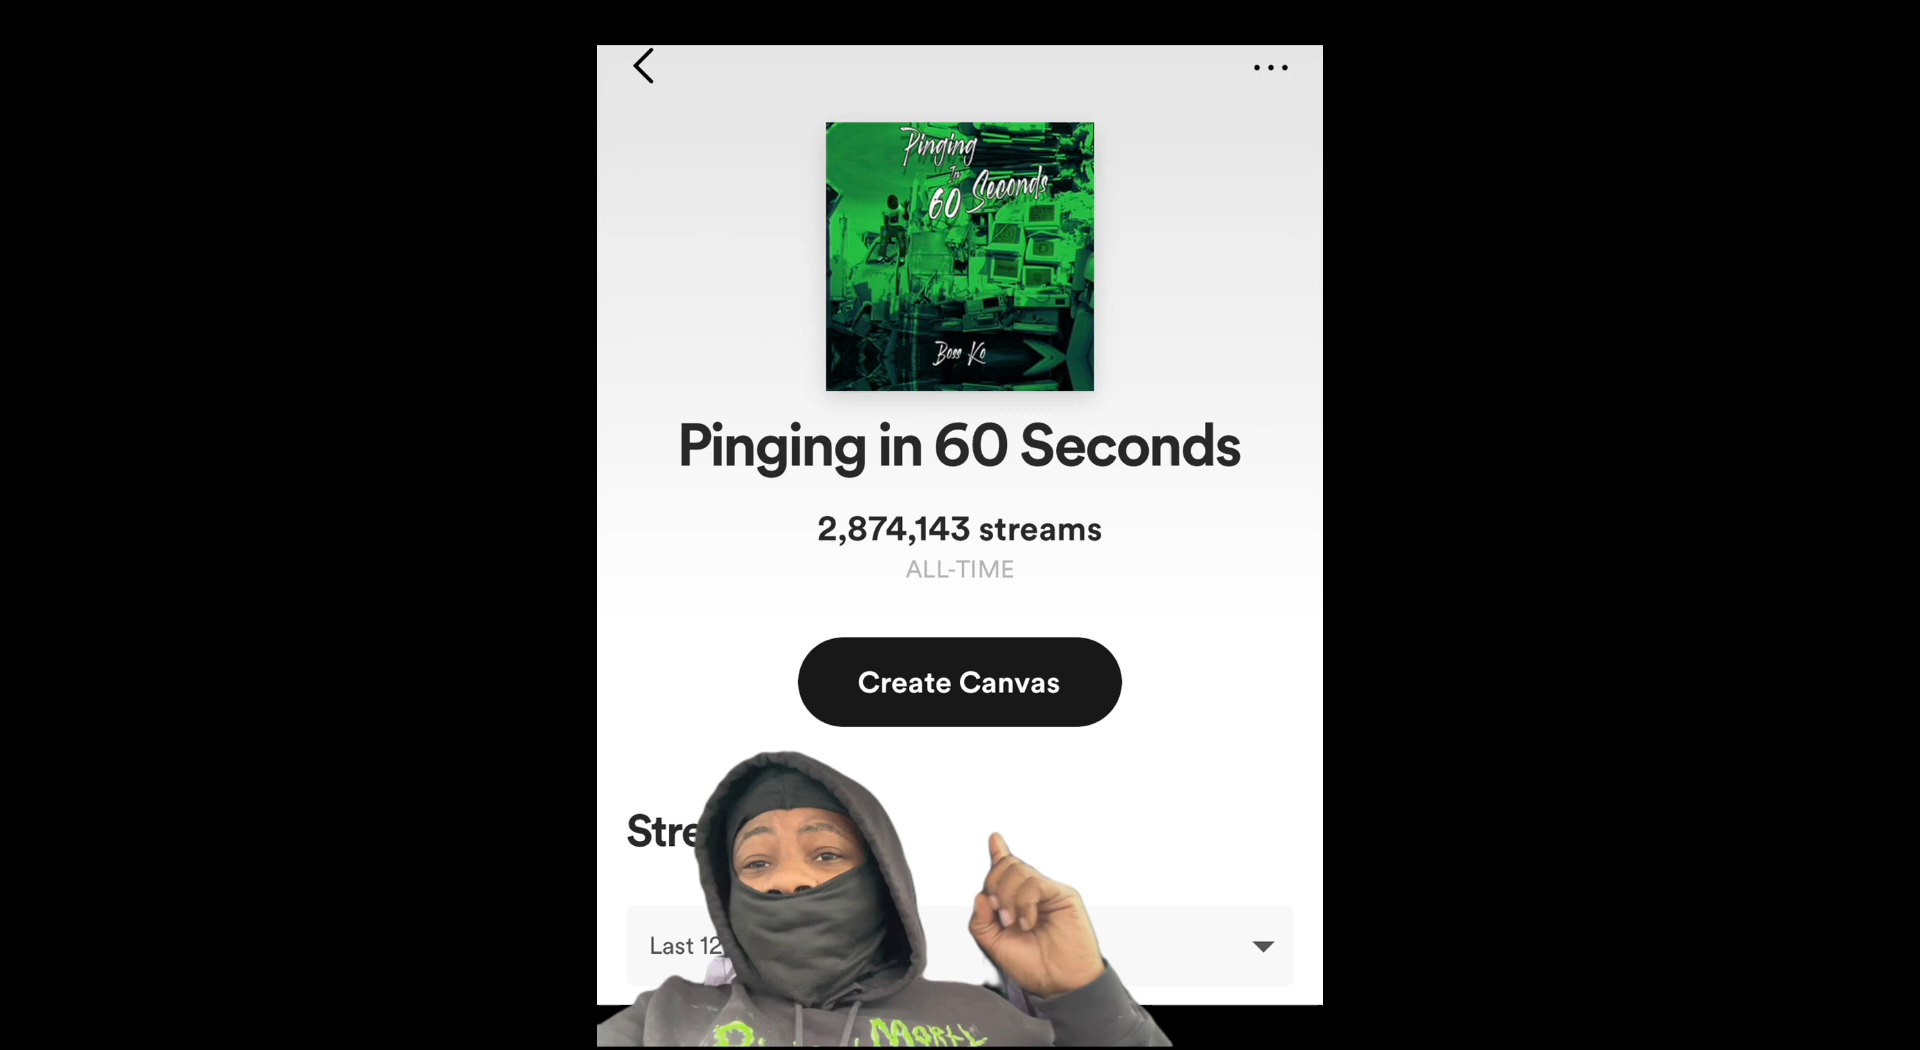 Pinging
In
60 Seconds
Boss Ko
Pinging in 60 Seconds
2,874,143 streams
ALL-TIME
Create Canvas
Stre
Last 12